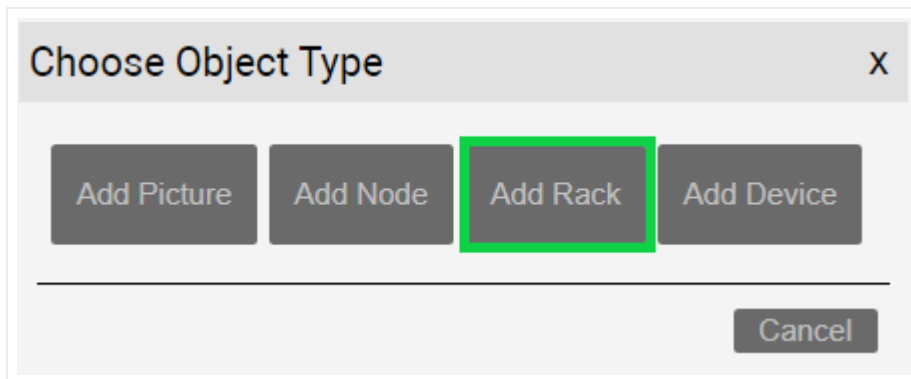 Choose Object Type X
Add Picture Add Node Add Rack Add Device
Cancel